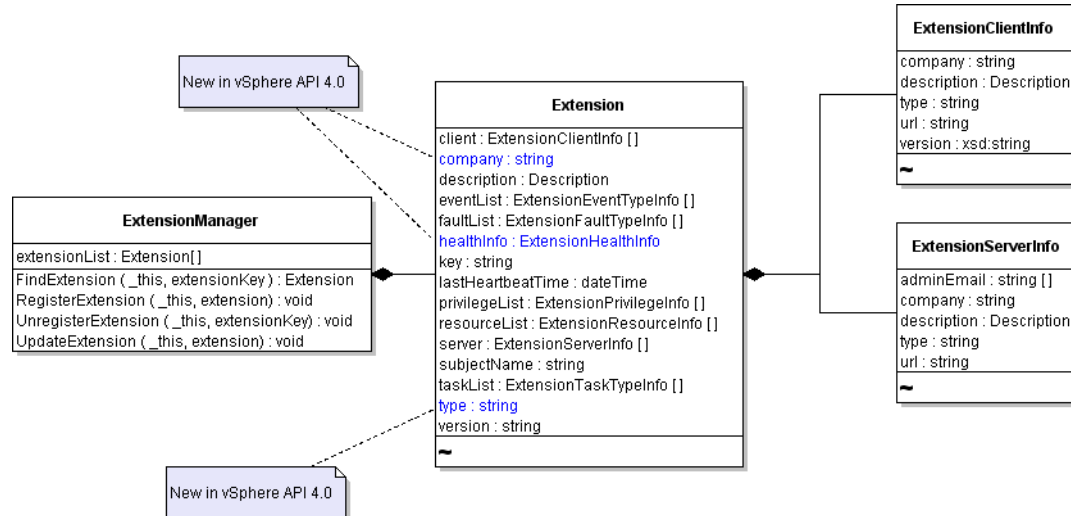 New in vSphere API 4.0
ExtensionManager
extensionList : Extension[]
FindExtension ( _this, extensionKey ) : Extension
RegisterExtension ( _this, extension) : void
UnregisterExtension ( _this, extensionKey) : void
UpdateExtension ( _this, extension) : void
New in vSphere API 4.0
Extension
client : ExtensionClientInfo [ ]
company : string
description : Description
eventList : ExtensionEventTypeInfo [ ]
faultList : ExtensionFaultTypeInfo [ ]
healthInfo : ExtensionHealthInfo
key : string
lastHeartbeatTime : dateTime
privilegeList : ExtensionPrivilegeInfo [ ]
resourceList : ExtensionResourceInfo [ ]
server : ExtensionServerInfo [ ]
subjectName : string
taskList : ExtensionTaskTypeInfo [ ]
type : string
version : string
~
ExtensionClientInfo
company : string
description : Description
type : string
url : string
version : xsd:string
~
ExtensionServerInfo
adminEmail : string [ ]
company : string
description : Description
type : string
url : string
~